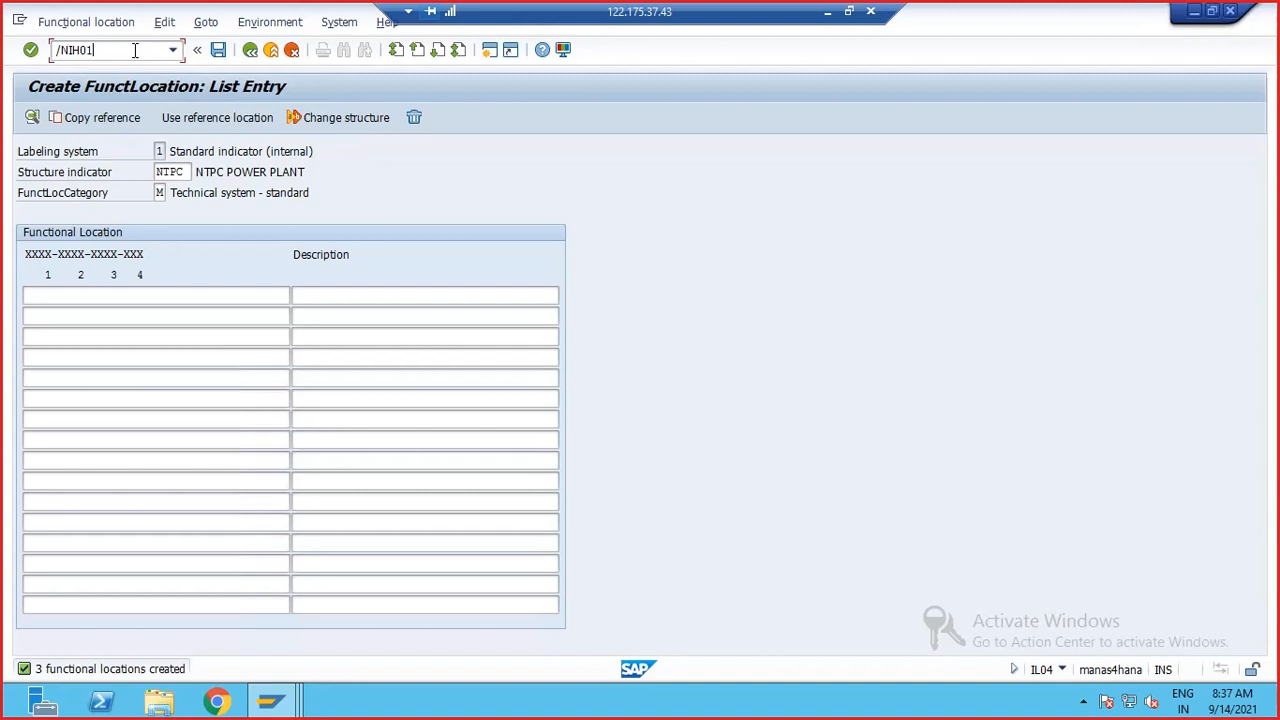 122.175.37.43
Functional location Edit Goto Environment System Help
/NIH01
Create FunctLocation: List Entry
Copy reference Use reference location Change structure
Labeling system 1 Standard indicator (internal)
Structure indicator NTPC NTPC POWER PLANT
FunctLocCategory M Technical system - standard
Functional Location
XXXX-XXXX-XXXX-XXX Description
1 2 3 4
Activate Windows
Go to Action Center to activate Windows.
3 functional locations created SAP IL04 manas4hana INS
ENG 8:37 AM
IN 9/14/2021